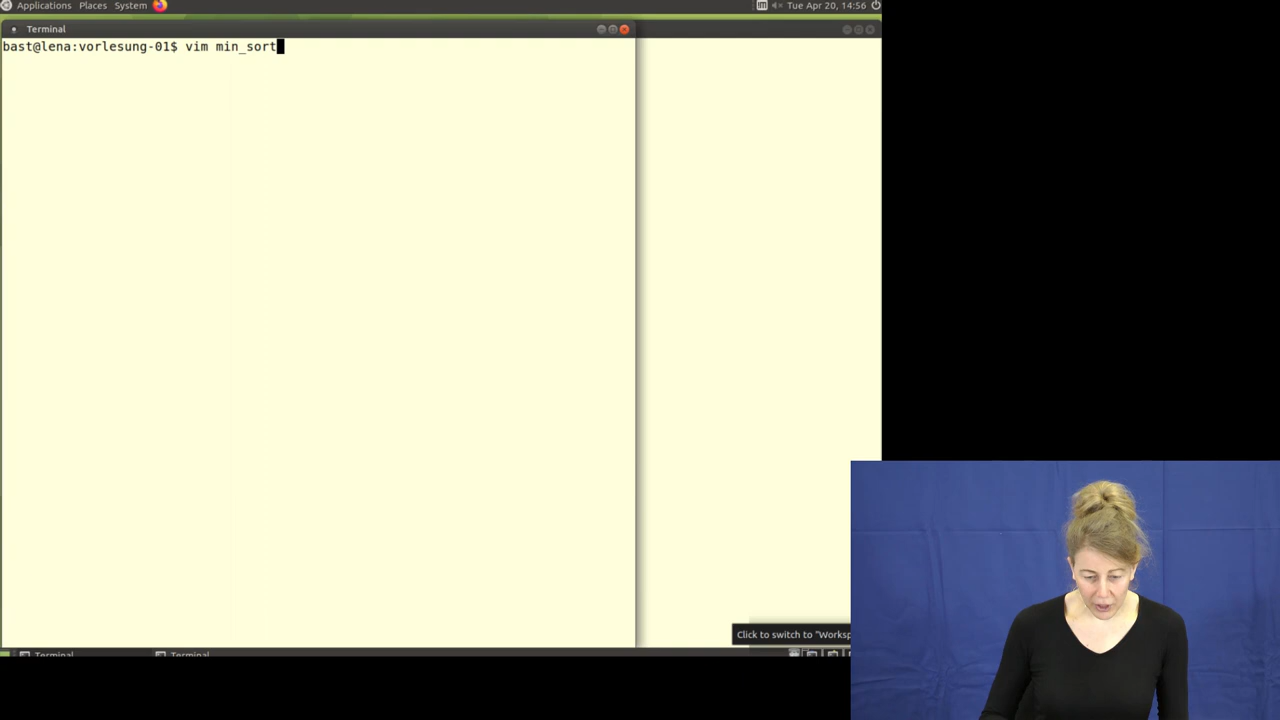 Applications Places System
Tue Apr 20, 14:56
Terminal
bast@lena:vorlesung-01$ vim min_sort
Click to switch to "Worksp
Terminal
Terminal